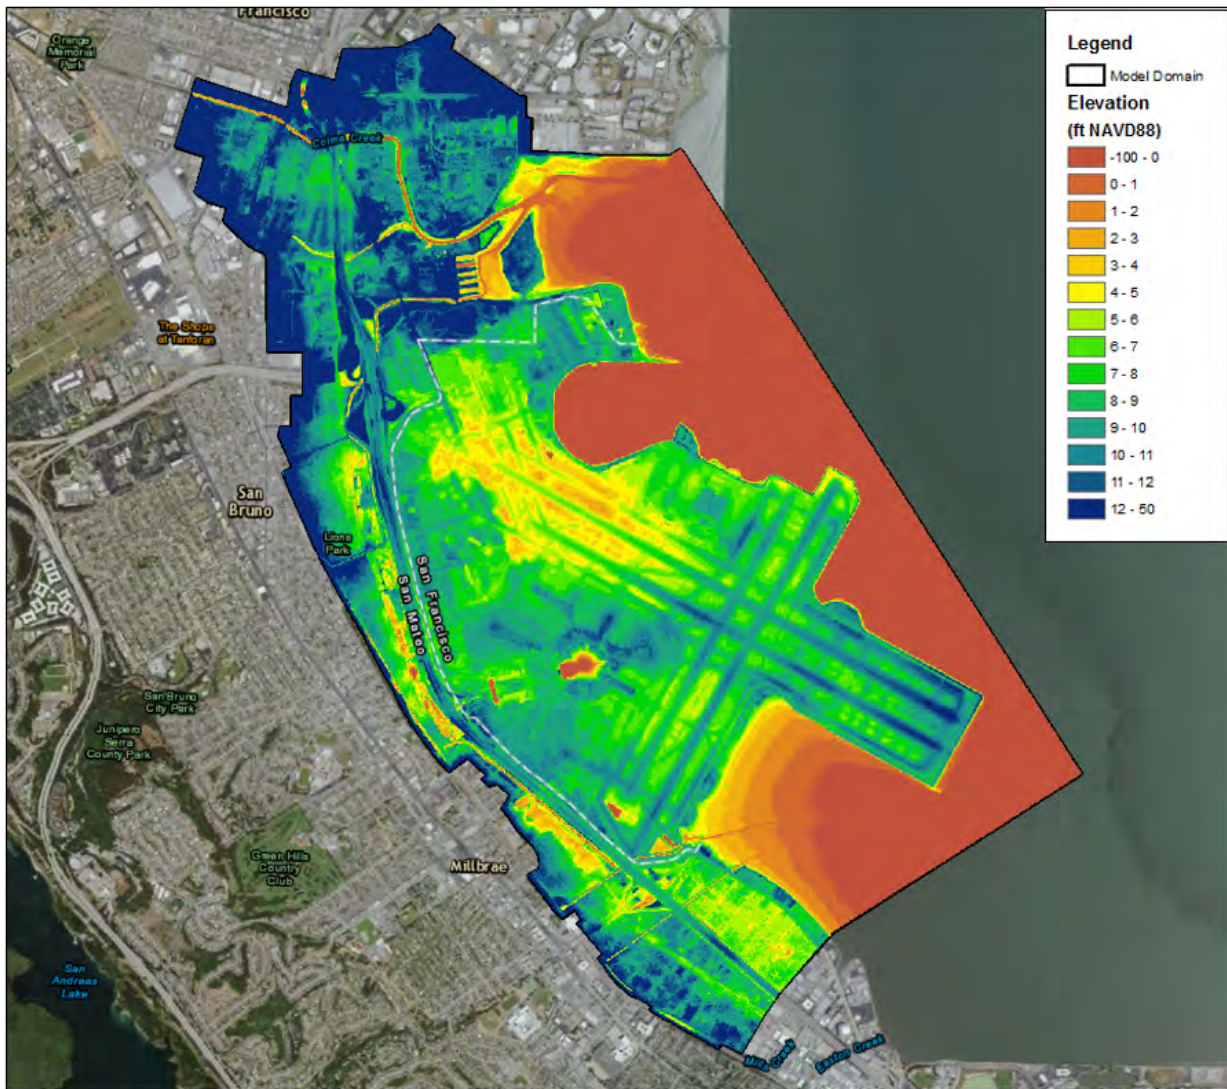 Francisco
Orange
Memorial
Park
Colma Creek
The Shops
at Tanforan
San
Bruno
Lions
Park
San Francisco
San Mateo
San Bruno
City Park
Junipero
Serra
County Park
Green Hills
Country
Club
Millbrae
San
Andreas
Lake
Mills Creek
Easton Creek
Legend
Model Domain
Elevation
(ft NAVD88)
-100 - 0
0 - 1
1 - 2
2 - 3
3 - 4
4 - 5
5 - 6
6 - 7
7 - 8
8 - 9
9 - 10
10 - 11
11 - 12
12 - 50